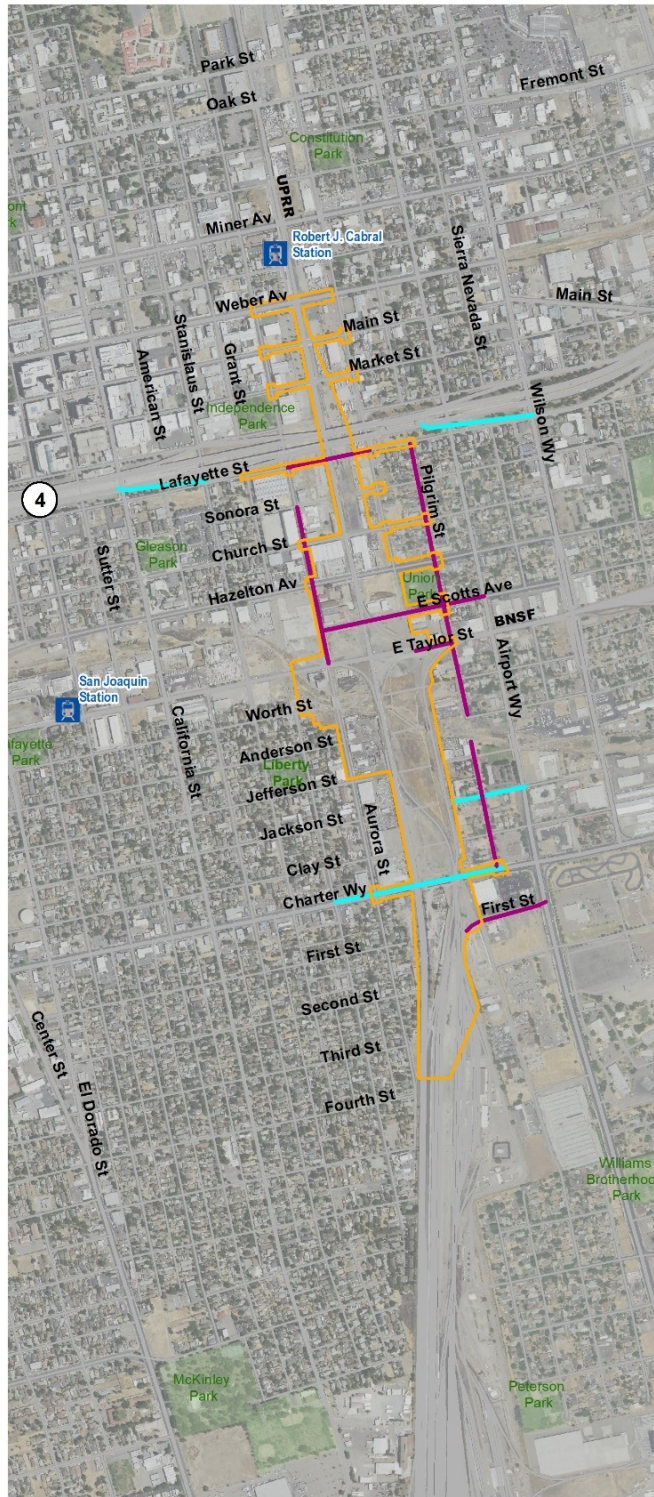 Park St
Fremont St
Oak St
Constitution
Park
UPRR
Miner Av
Robert J. Cabral
Station
Sierra Nevada St
Weber Av
Main St
Main St
Stanislaus St
American St
Grant St
Market St
Independence
Park
Wilson Wy
Lafayette St
4
Pilgrim St
Sonora St
Church St
Gleason
Park
Sutter St
Hazelton Av
Union
Park
E Scotts Ave
BNSF
E Taylor St
Airport Wy
San Joaquin
Station
Worth St
California St
Anderson St
Liberty
Park
Jefferson St
Jackson St
Aurora St
Clay St
Charter Wy
First St
First St
Second St
Center St
Third St
El Dorado St
Fourth St
Williams
Brotherhoo
Park
McKinley
Park
Peterson
Park